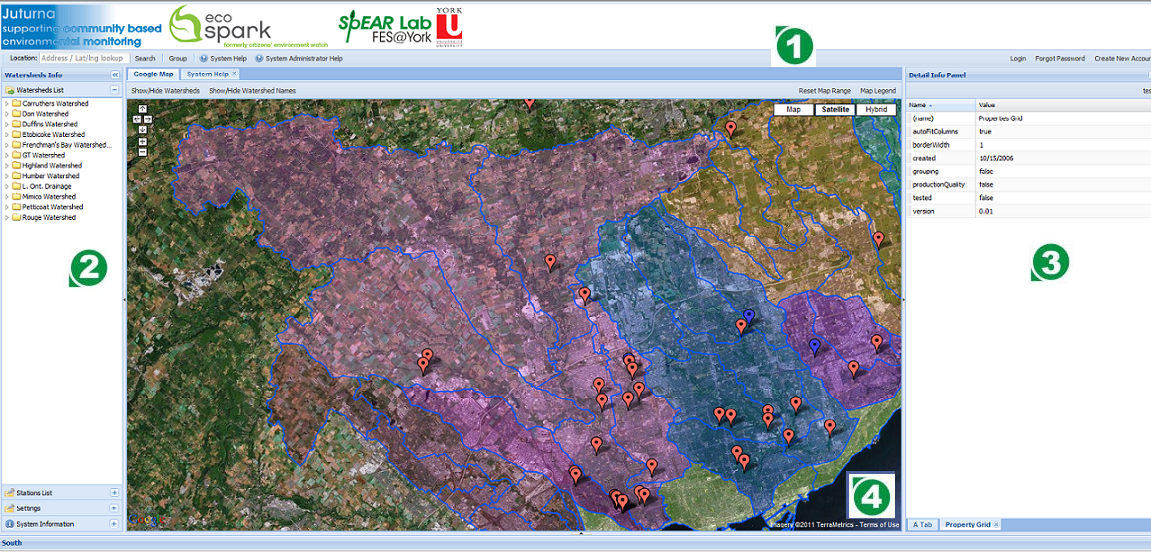 Juturna
supporting community based
environmental monitoring
eco
spark
formerly citizens' environment watch
SpEAR Lab
FES@York
YORK
U
UNIVERSITÉ
UNIVERSITY
1
Location: Address / Lat/lng lookup Search Group System Help System Administrator Help Login Forgot Password Create New Accour
Watersheds Info
Google Map System Help
Detail Info Panel
Watersheds List
Show/Hide Watersheds Show/Hide Watershed Names Reset Map Range Map Legend
tes
Carruthers Watershed
Don Watershed
Duffins Watershed
Etobicoke Watershed
Frenchman's Bay Watershed...
GT Watershed
Highland Watershed
Humber Watershed
L. Ont. Drainage
Mimico Watershed
Petticoat Watershed
Rouge Watershed
2
Map Satellite Hybrid
Name Value
(name) Properties Grid
autoFitColumns true
borderWidth 1
created 10/15/2006
grouping false
productionQuality false
tested false
version 0.01
3
4
Stations List
Settings
System Information
Imagery ©2011 TerraMetrics - Terms of Use
A Tab Property Grid
South